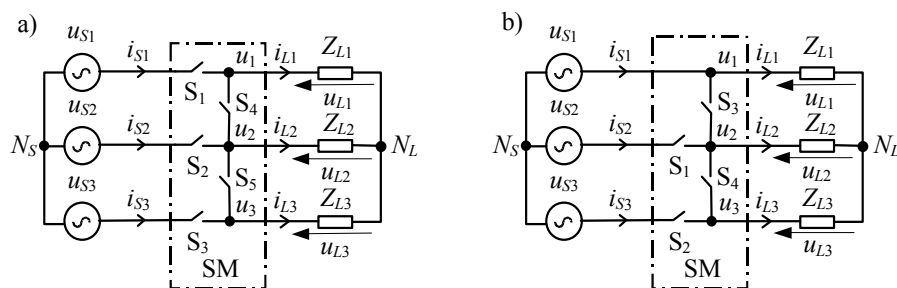 a)
u_S1 i_S1 S_1 u_1 i_L1 Z_L1 u_L1
S_4
u_S2 i_S2 S_2 u_2 i_L2 Z_L2 u_L2
N_S N_L
S_5
u_S3 i_S3 S_3 u_3 i_L3 Z_L3 u_L3
SM
b)
u_S1 i_S1 u_1 i_L1 Z_L1 u_L1
S_3
u_S2 i_S2 S_1 u_2 i_L2 Z_L2 u_L2
N_S N_L
S_4
u_S3 i_S3 S_2 u_3 i_L3 Z_L3 u_L3
SM